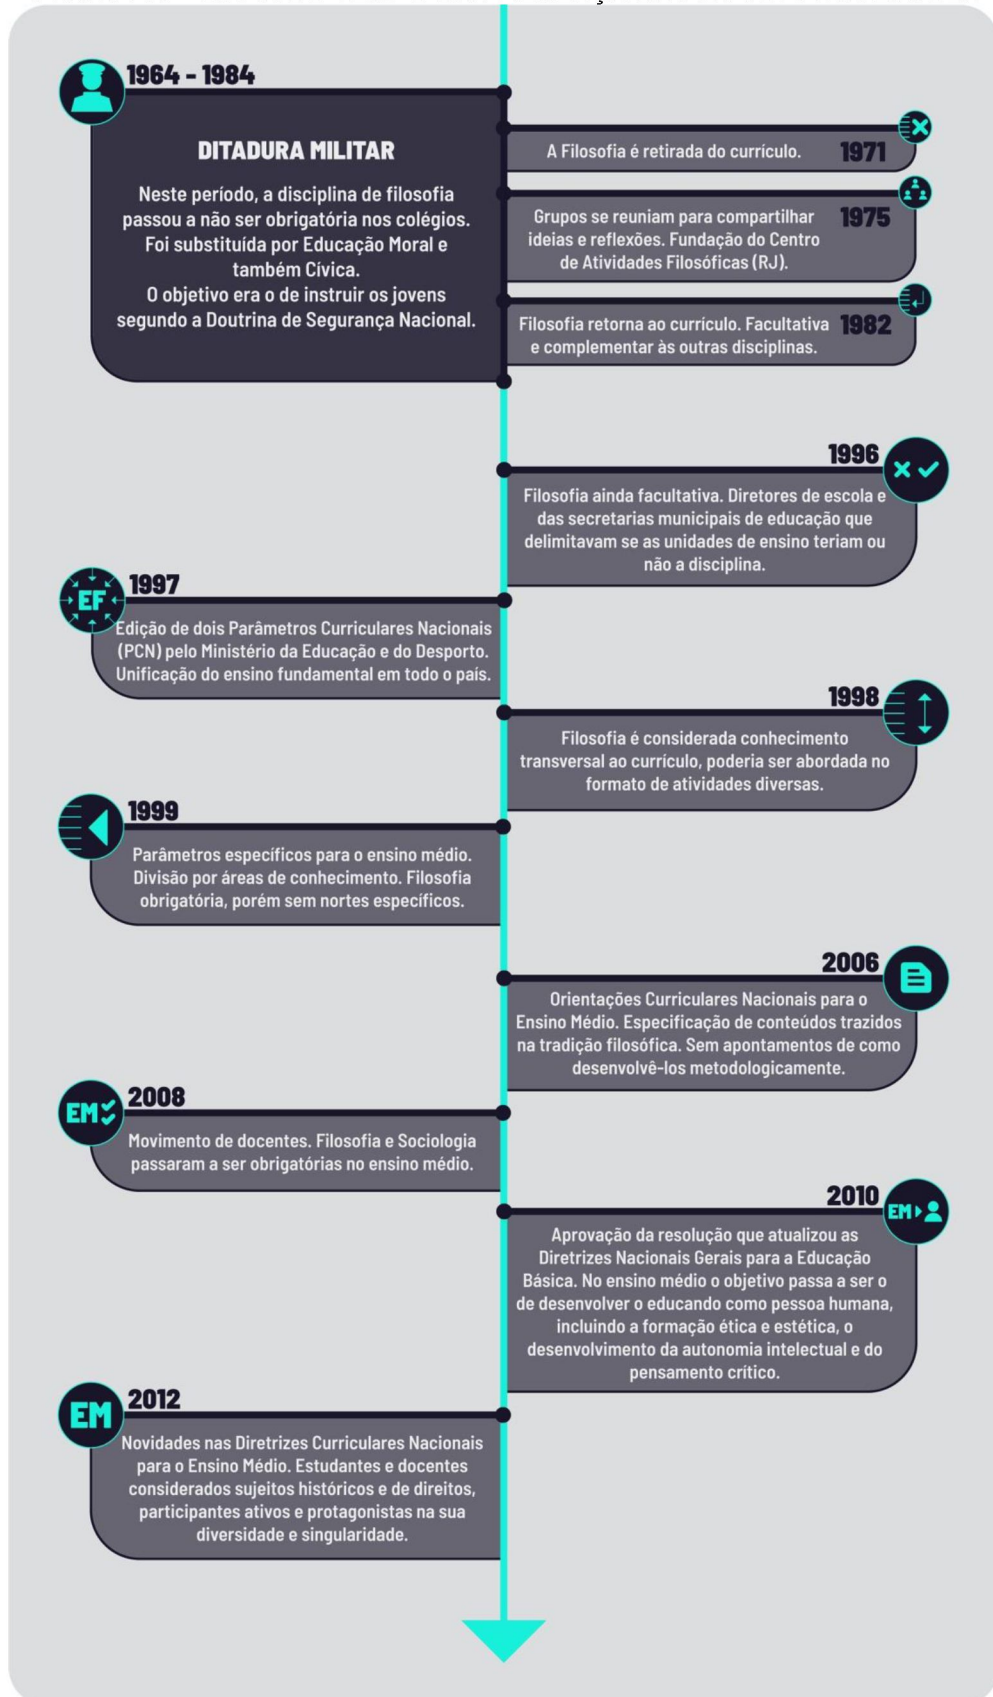 1964 - 1984
DITADURA MILITAR
Neste período, a disciplina de filosofia
passou a não ser obrigatória nos colégios.
Foi substituída por Educação Moral e
também Cívica.
O objetivo era o de instruir os jovens
segundo a Doutrina de Segurança Nacional.
A Filosofia é retirada do currículo.
1971
Grupos se reuniam para compartilhar
ideias e reflexões. Fundação do Centro
de Atividades Filosóficas (RJ).
1975
Filosofia retorna ao currículo. Facultativa
e complementar às outras disciplinas.
1982
1996
Filosofia ainda facultativa. Diretores de escola e
das secretarias municipais de educação que
delimitavam se as unidades de ensino teriam ou
não a disciplina.
EF
1997
Edição de dois Parâmetros Curriculares Nacionais
(PCN) pelo Ministério da Educação e do Desporto.
Unificação do ensino fundamental em todo o país.
1998
Filosofia é considerada conhecimento
transversal ao currículo, poderia ser abordada no
formato de atividades diversas.
1999
Parâmetros específicos para o ensino médio.
Divisão por áreas de conhecimento. Filosofia
obrigatória, porém sem nortes específicos.
2006
Orientações Curriculares Nacionais para o
Ensino Médio. Especificação de conteúdos trazidos
na tradição filosófica. Sem apontamentos de como
desenvolvê-los metodologicamente.
EM
2008
Movimento de docentes. Filosofia e Sociologia
passaram a ser obrigatórias no ensino médio.
2010
EM
Aprovação da resolução que atualizou as
Diretrizes Nacionais Gerais para a Educação
Básica. No ensino médio o objetivo passa a ser o
de desenvolver o educando como pessoa humana,
incluindo a formação ética e estética, o
desenvolvimento da autonomia intelectual e do
pensamento crítico.
EM
2012
Novidades nas Diretrizes Curriculares Nacionais
para o Ensino Médio. Estudantes e docentes
considerados sujeitos históricos e de direitos,
participantes ativos e protagonistas na sua
diversidade e singularidade.